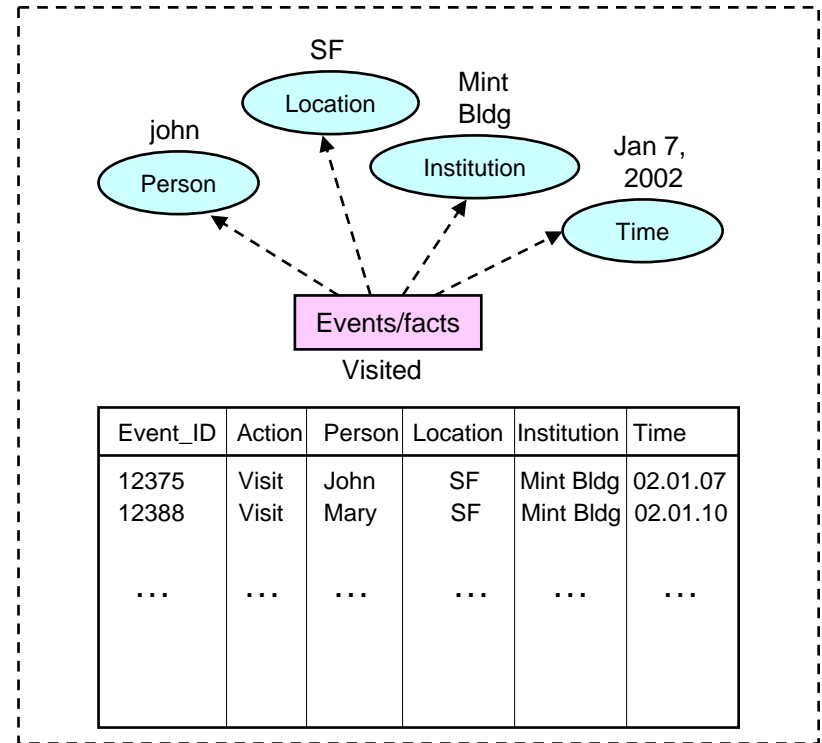 SF
Location
Mint
Bldg
john
Person
Institution
Jan 7,
2002
Time
Events/facts
Visited
Event_ID Action Person Location Institution Time
12375 Visit John SF Mint Bldg 02.01.07
12388 Visit Mary SF Mint Bldg 02.01.10
... ... ... ... ... ...